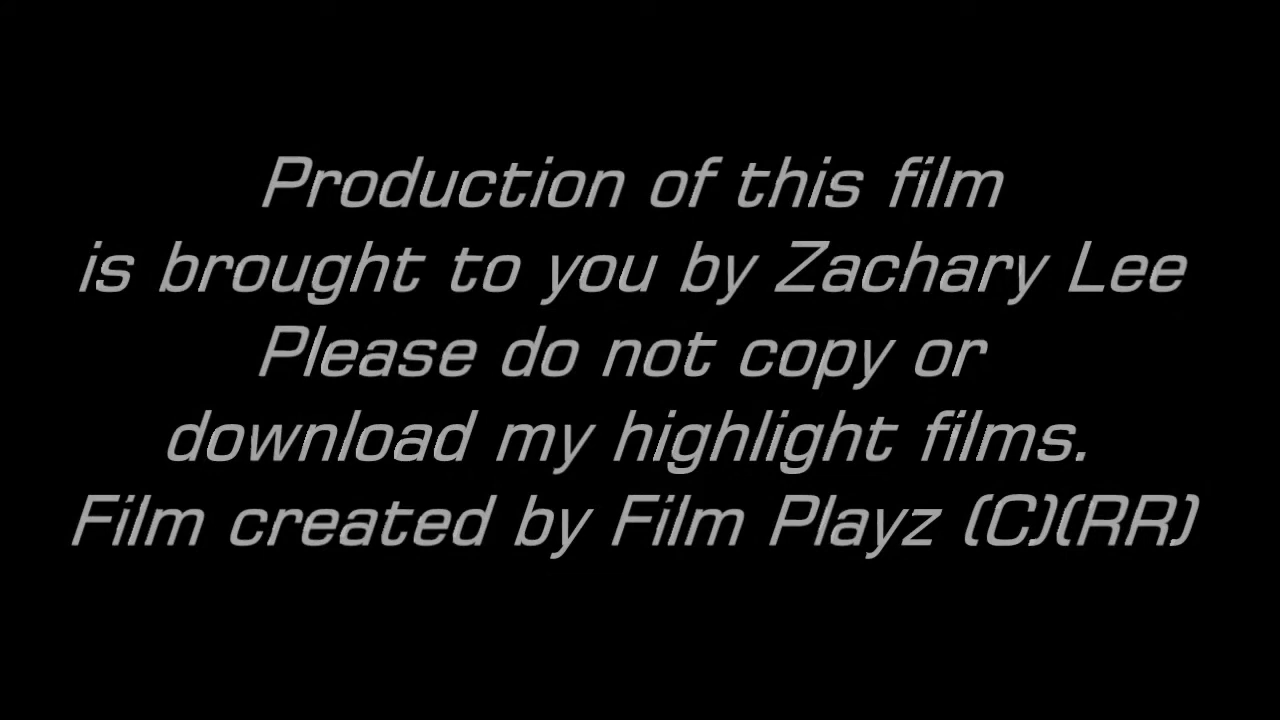 Production of this film
is brought to you by Zachary Lee
Please do not copy or
download my highlight films.
Film created by Film Playz (C)(RR)